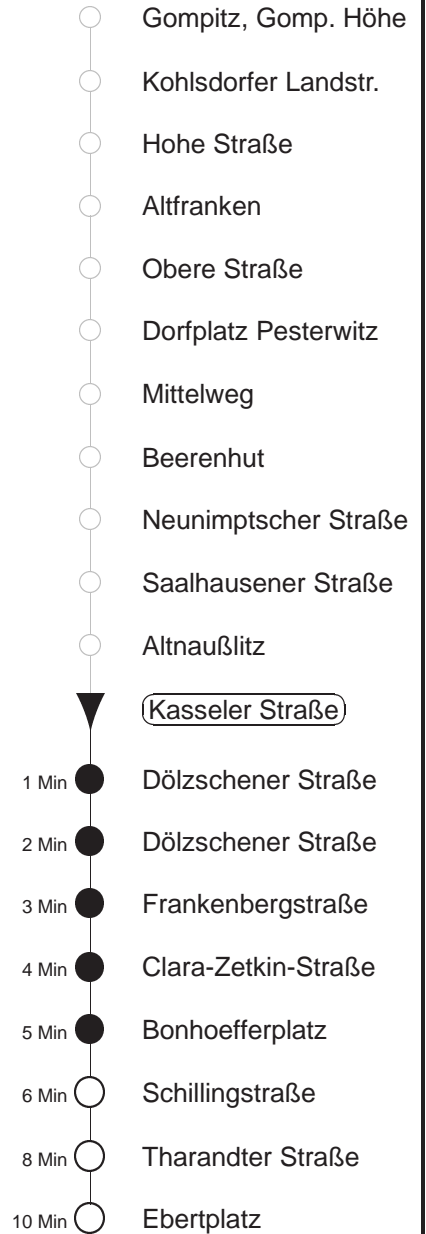 Gompitz, Gomp. Höhe
Kohlsdorfer Landstr.
Hohe Straße
Altfranken
Obere Straße
Dorfplatz Pesterwitz
Mittelweg
Beerenhut
Neunimptscher Straße
Saalhausener Straße
Altnaußlitz
Kasseler Straße
1 Min Dölzschener Straße
2 Min Dölzschener Straße
3 Min Frankenbergstraße
4 Min Clara-Zetkin-Straße
5 Min Bonhoefferplatz
6 Min Schillingstraße
8 Min Tharandter Straße
10 Min Ebertplatz